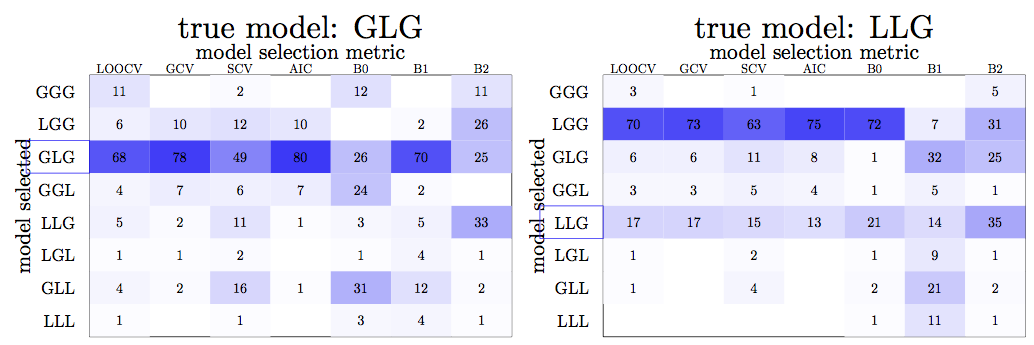 true model: GLG
model selection metric
LOOCV GCV SCV AIC B0 B1 B2
model selected
GGG 11 2 12 11
LGG 6 10 12 10 2 26
GLG 68 78 49 80 26 70 25
GGL 4 7 6 7 24 2
LLG 5 2 11 1 3 5 33
LGL 1 1 2 1 4 1
GLL 4 2 16 1 31 12 2
LLL 1 1 3 4 1
true model: LLG
model selection metric
LOOCV GCV SCV AIC B0 B1 B2
model selected
GGG 3 1 5
LGG 70 73 63 75 72 7 31
GLG 6 6 11 8 1 32 25
GGL 3 3 5 4 1 5 1
LLG 17 17 15 13 21 14 35
LGL 1 2 1 9 1
GLL 1 4 2 21 2
LLL 1 11 1